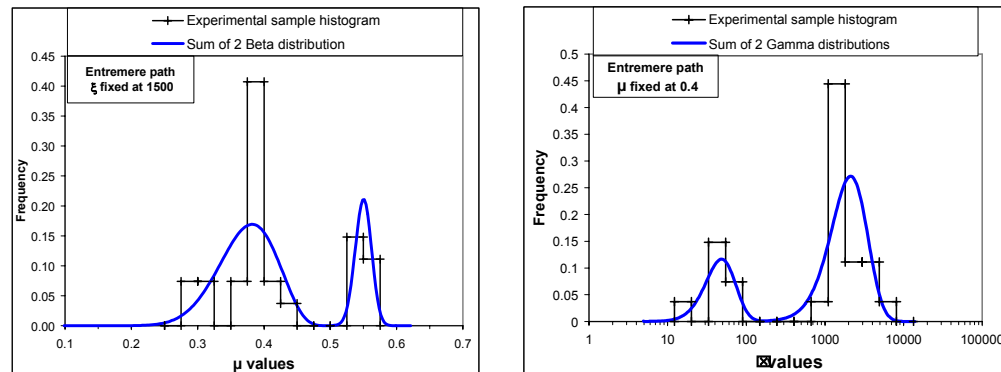 Experimental sample histogram
Sum of 2 Beta distribution
Entremere path
ξ fixed at 1500
Frequency
0.45
0.40
0.35
0.30
0.25
0.20
0.15
0.10
0.05
0.00
0.1 0.2 0.3 0.4 0.5 0.6 0.7
µ values
Experimental sample histogram
Sum of 2 Gamma distributions
Entremere path
µ fixed at 0.4
Frequency
0.5
0.45
0.4
0.35
0.3
0.25
0.2
0.15
0.1
0.05
0
1 10 100 1000 10000 100000
values